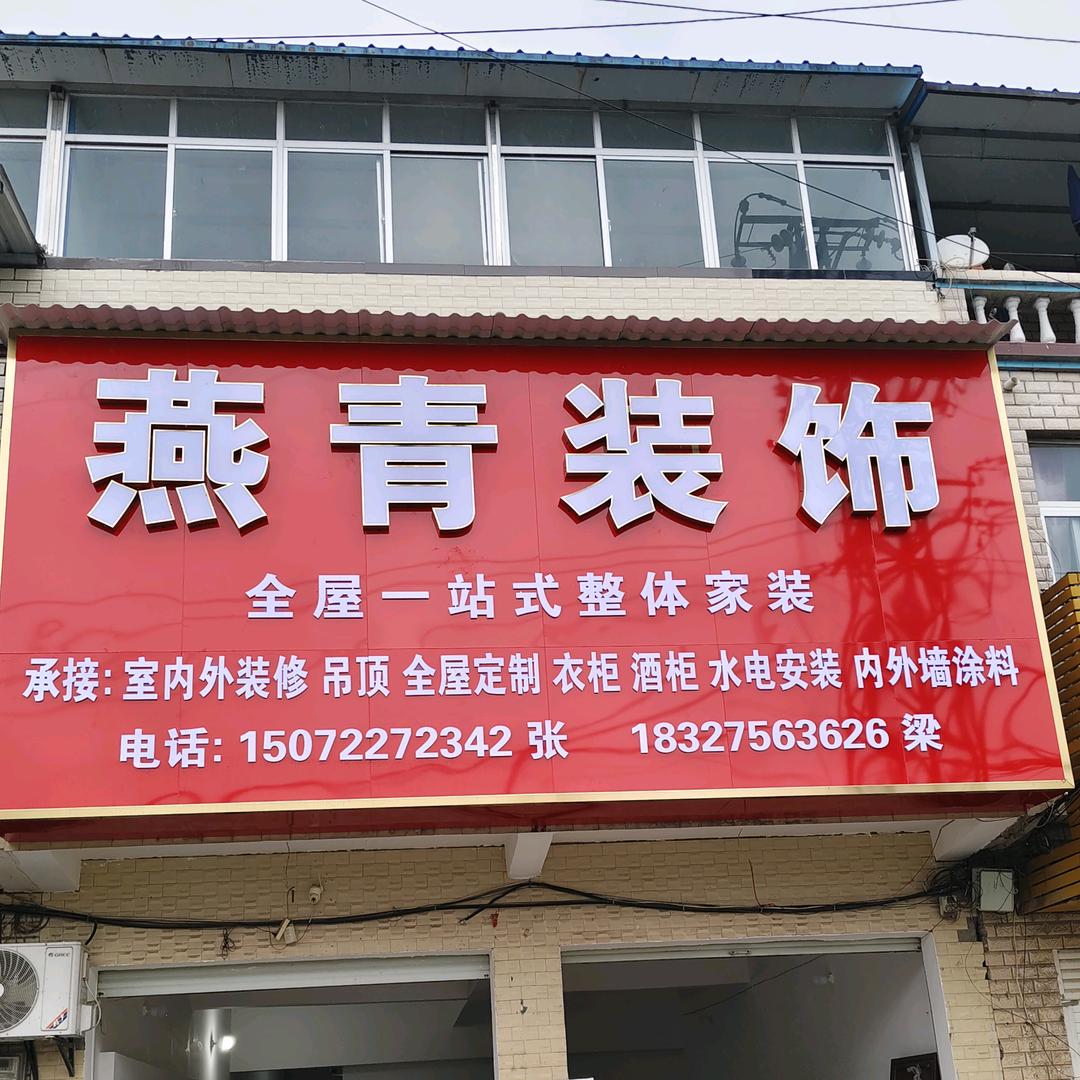 燕青装饰
全屋一站式整体家装
承接: 室内外装修 吊顶 全屋定制 衣柜 酒柜 水电安装 内外墙涂料
电话: 15072272342 张 18327563626 梁
GREE